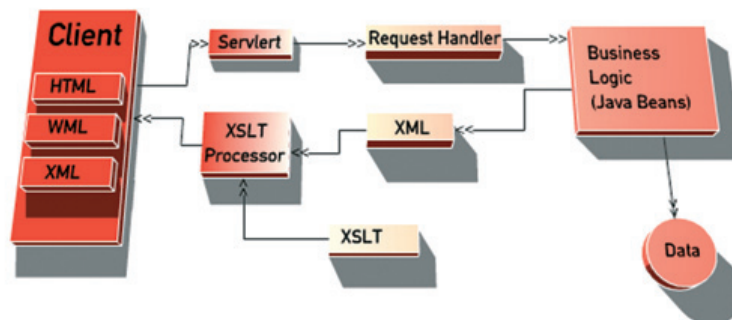 Client
HTML
WML
XML
Servlert
Request Handler
Business
Logic
(Java Beans)
XSLT
Processor
XML
XSLT
Data